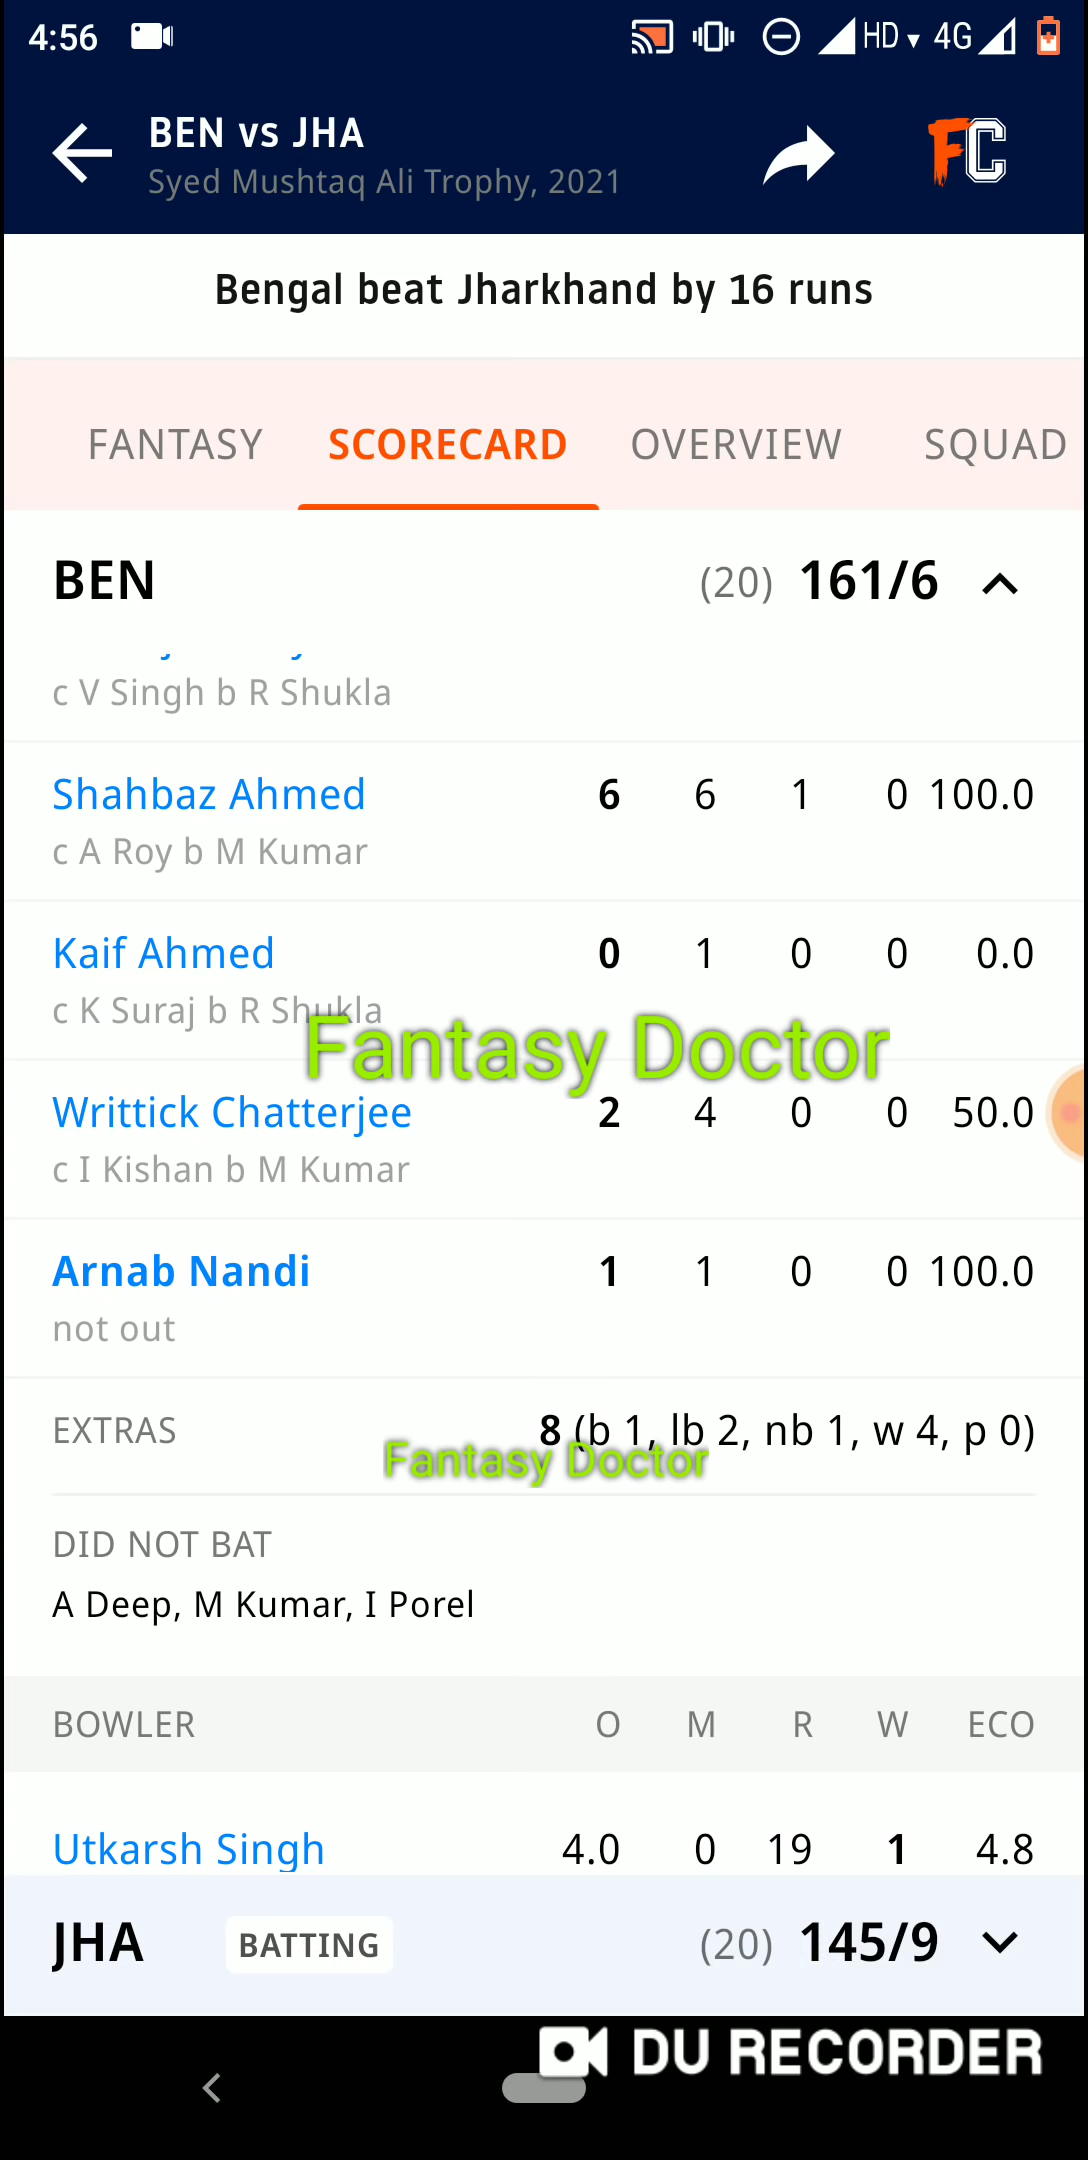 4:56 HD 4G
BEN vs JHA
Syed Mushtaq Ali Trophy, 2021
FC
Bengal beat Jharkhand by 16 runs
FANTASY SCORECARD OVERVIEW SQUAD
BEN (20) 161/6
c V Singh b R Shukla
Shahbaz Ahmed 6 6 1 0 100.0
c A Roy b M Kumar
Kaif Ahmed 0 1 0 0 0.0
c K Suraj b R Shukla
Fantasy Doctor
Writtick Chatterjee 2 4 0 0 50.0
c I Kishan b M Kumar
Arnab Nandi 1 1 0 0 100.0
not out
EXTRAS 8 (b 1, lb 2, nb 1, w 4, p 0)
Fantasy Doctor
DID NOT BAT
A Deep, M Kumar, I Porel
BOWLER O M R W ECO
Utkarsh Singh 4.0 0 19 1 4.8
JHA BATTING (20) 145/9
DU RECORDER